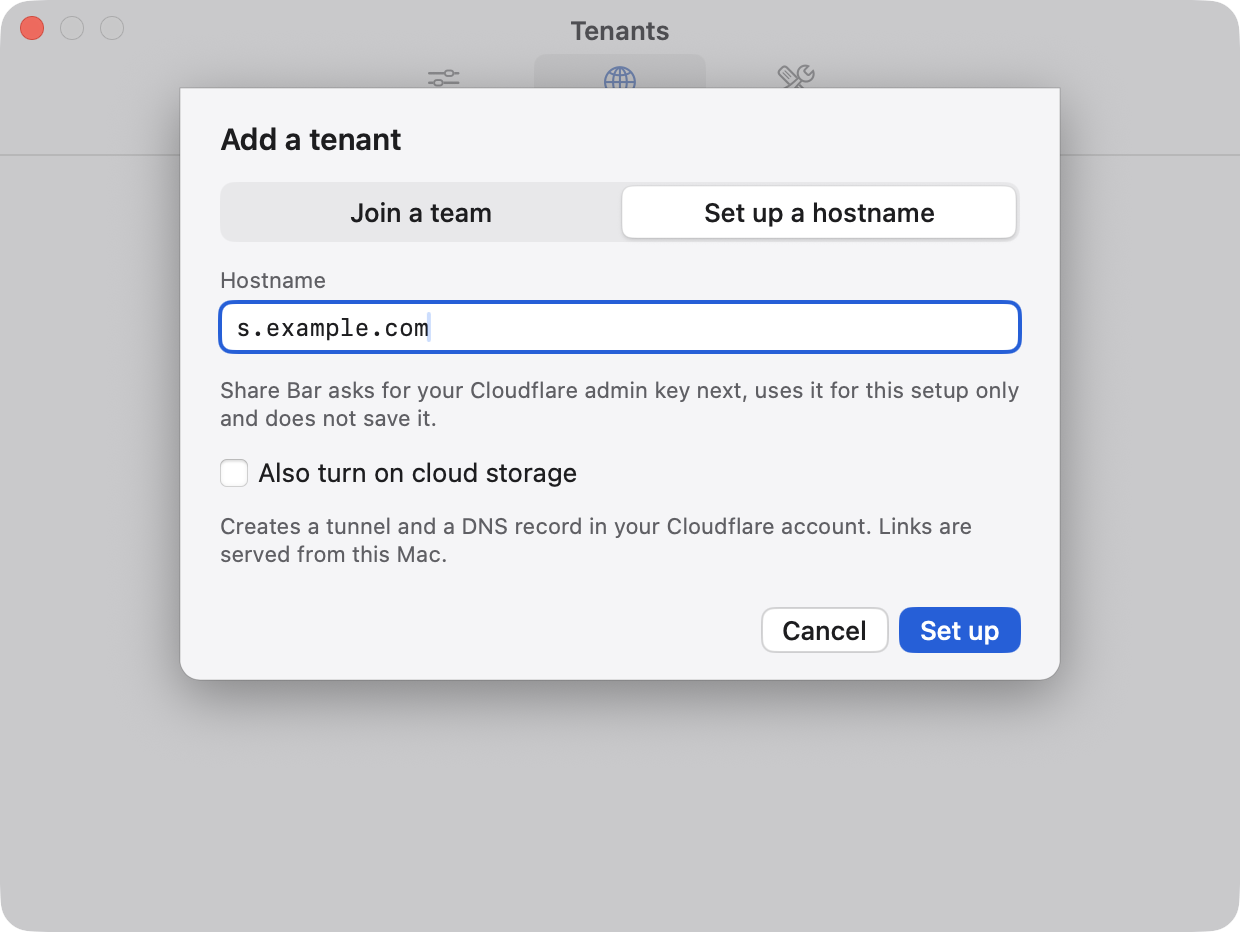 Tenants
Add a tenant
Join a team
Set up a hostname
Hostname
s.example.com
Share Bar asks for your Cloudflare admin key next, uses it for this setup only
and does not save it.
Also turn on cloud storage
Creates a tunnel and a DNS record in your Cloudflare account. Links are
served from this Mac.
Cancel
Set up